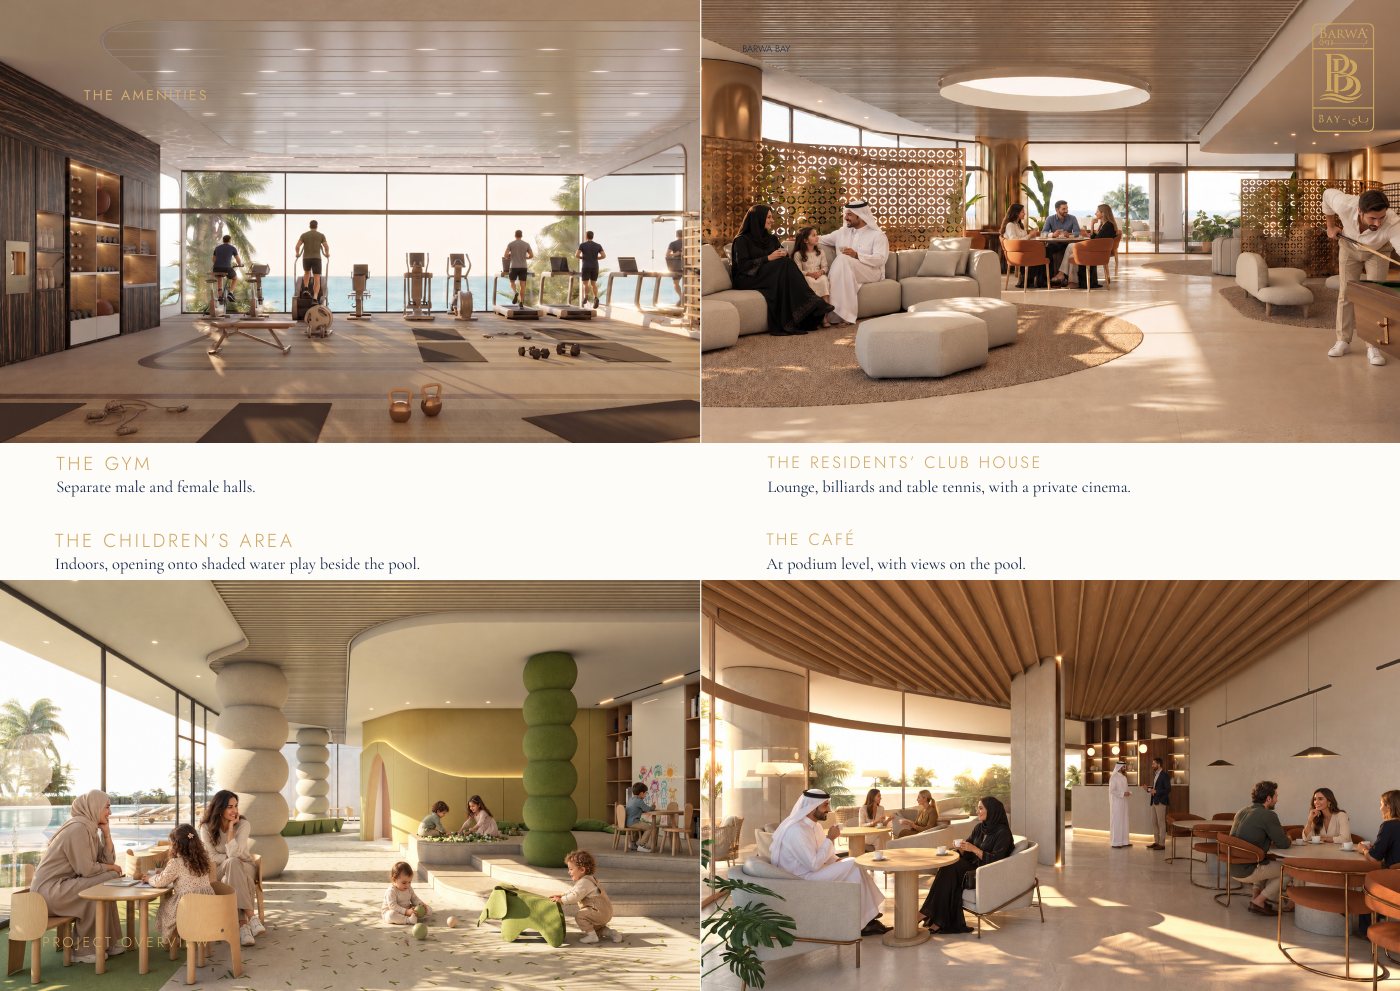 THE AMENITIES
BARWA BAY
BARWA
BAY - باي
THE GYM
Separate male and female halls.
THE RESIDENTS’ CLUB HOUSE
Lounge, billiards and table tennis, with a private cinema.
THE CHILDREN’S AREA
Indoors, opening onto shaded water play beside the pool.
THE CAFÉ
At podium level, with views on the pool.
PROJECT OVERVIEW